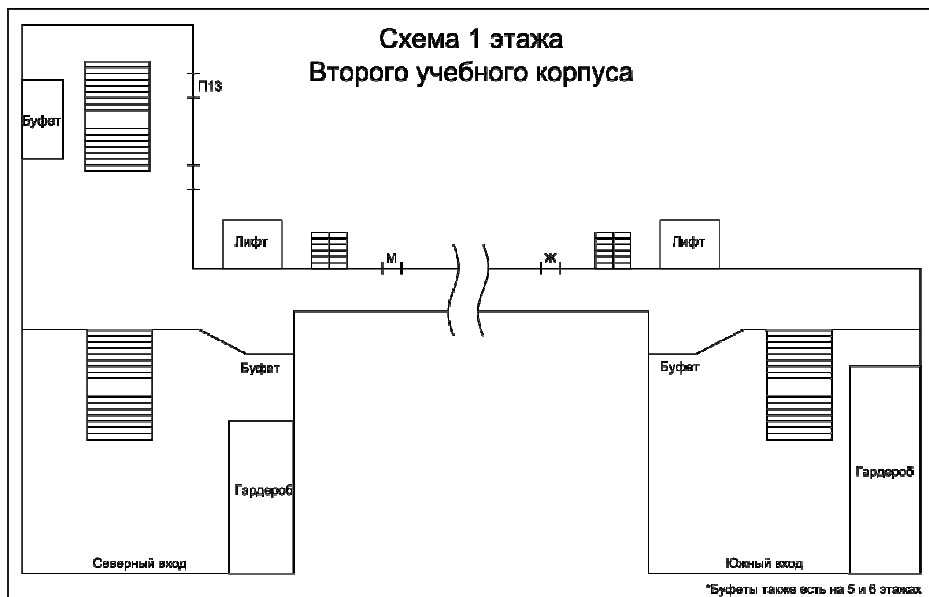 Схема 1 этажа
Второго учебного корпуса
П13
Буфет
Лифт
М
Ж
Лифт
Буфет
Буфет
Гардероб
Гардероб
Северный вход
Южный вход
*Буфеты также есть на 5 и 6 этажах